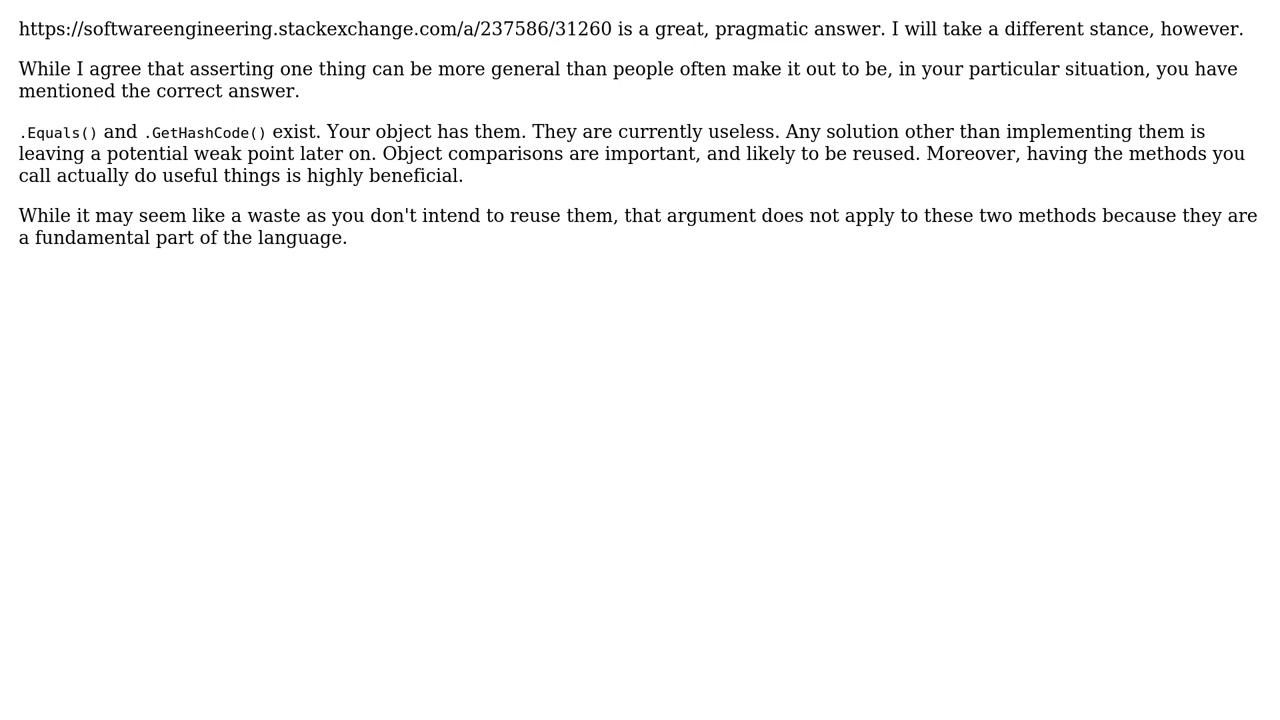 https://softwareengineering.stackexchange.com/a/237586/31260 is a great, pragmatic answer. I will take a different stance, however.
While I agree that asserting one thing can be more general than people often make it out to be, in your particular situation, you have
mentioned the correct answer.
.Equals() and .GetHashCode() exist. Your object has them. They are currently useless. Any solution other than implementing them is
leaving a potential weak point later on. Object comparisons are important, and likely to be reused. Moreover, having the methods you
call actually do useful things is highly beneficial.
While it may seem like a waste as you don't intend to reuse them, that argument does not apply to these two methods because they are
a fundamental part of the language.